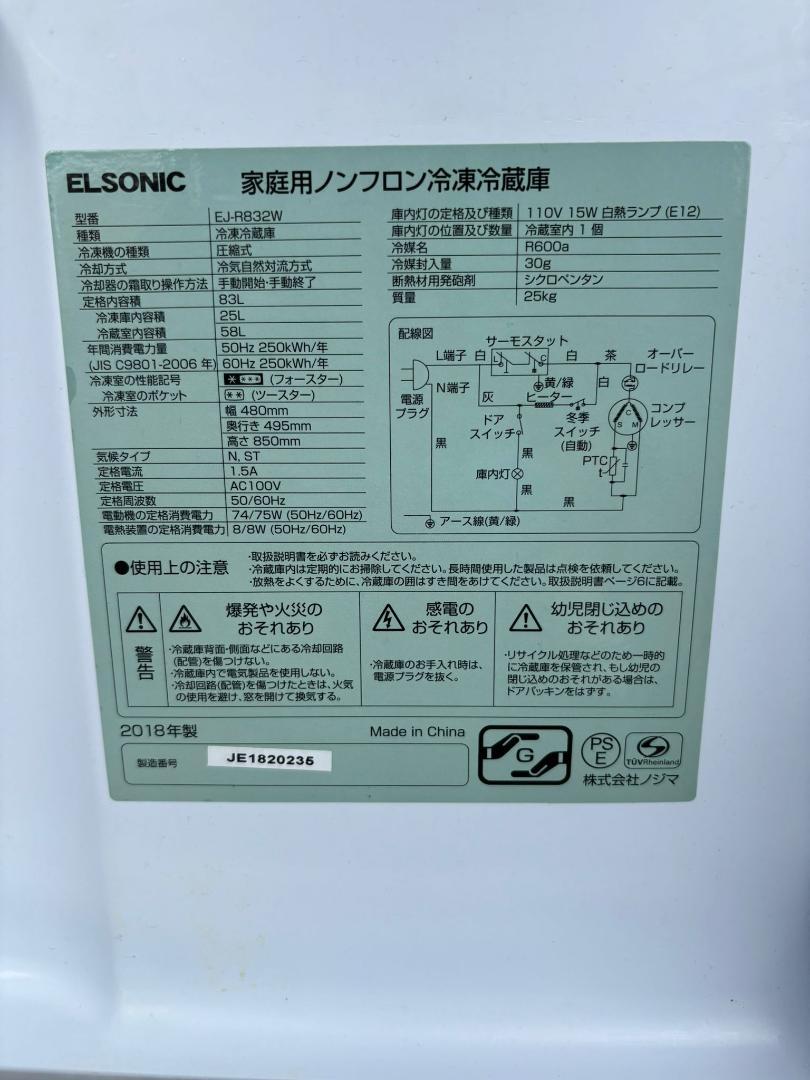 ELSONIC 家庭用ノンフロン冷凍冷蔵庫
型番 EJ-R832W
種類 冷凍冷蔵庫
冷凍機の種類 圧縮式
冷却方式 冷気自然対流方式
冷却器の霜取り操作方法 手動開始・手動終了
定格内容積 83L
冷凍庫内容積 25L
冷蔵室内容積 58L
年間消費電力量 50Hz 250kWh/年
(JIS C9801-2006 年) 60Hz 250kWh/年
冷凍室の性能記号 (フォースター)
冷凍室のポケット (ツースター)
外形寸法 幅 480mm
奥行き 495mm
高さ 850mm
気候タイプ N, ST
定格電流 1.5A
定格電圧 AC100V
定格周波数 50/60Hz
電動機の定格消費電力 74/75W (50Hz/60Hz)
電熱装置の定格消費電力 8/8W (50Hz/60Hz)
庫内灯の定格及び種類 110V 15W 白熱ランプ (E12)
庫内灯の位置及び数量 冷蔵室内 1 個
冷媒名 R600a
冷媒封入量 30g
断熱材用発砲剤 シクロペンタン
質量 25kg
配線図
サーモスタット
L端子 白 L C 白 茶 オーバー
ロードリレー
N端子
電源
プラグ
黄/緑
ヒーター
灰
白
ドア
スイッチ
冬季
スイッチ
(自動)
C
S M
コンプ
レッサー
PTC
t
黒
黒
庫内灯
黒
黒
アース線(黄/緑)
●使用上の注意
・取扱説明書を必ずお読みください。
・冷蔵庫内は定期的にお掃除してください。長時間使用した製品は点検を依頼してください。
・放熱をよくするために、冷蔵庫の囲はすき間をあけてください。取扱説明書ページ6に記載。
警告
爆発や火災の
おそれあり
・冷蔵庫背面・側面などにある冷却回路
(配管)を傷つけない。
・冷蔵庫内で電気製品を使用しない。
・冷却回路(配管)を傷つけたときは、火気
の使用を避け、窓を開けて換気する。
感電の
おそれあり
・冷蔵庫のお手入れ時は、
電源プラグを抜く。
幼児閉じ込めの
おそれあり
・リサイクル処理などのため一時的
に冷蔵庫を保管され、もし幼児の
閉じ込めのおそれがある場合は、
ドアパッキンをはずす。
2018年製 Made in China
製造番号 JE1820235
G
PS
E
TÜVRheinland
株式会社ノジマ